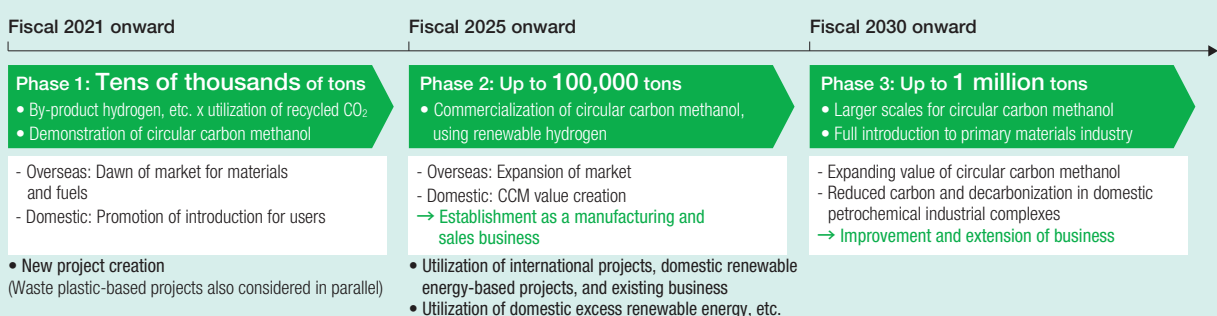 Fiscal 2021 onward
Fiscal 2025 onward
Fiscal 2030 onward
Phase 1: Tens of thousands of tons
• By-product hydrogen, etc. x utilization of recycled CO₂
• Demonstration of circular carbon methanol
- Overseas: Dawn of market for materials
and fuels
- Domestic: Promotion of introduction for users
• New project creation
(Waste plastic-based projects also considered in parallel)
Phase 2: Up to 100,000 tons
• Commercialization of circular carbon methanol,
using renewable hydrogen
- Overseas: Expansion of market
- Domestic: CCM value creation
→ Establishment as a manufacturing and
sales business
• Utilization of international projects, domestic renewable
energy-based projects, and existing business
• Utilization of domestic excess renewable energy, etc.
Phase 3: Up to 1 million tons
• Larger scales for circular carbon methanol
• Full introduction to primary materials industry
- Expanding value of circular carbon methanol
- Reduced carbon and decarbonization in domestic
petrochemical industrial complexes
→ Improvement and extension of business